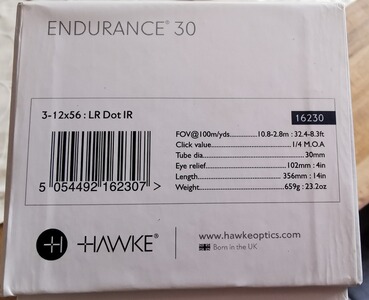 ENDURANCE® 30
3-12x56 : LR Dot IR
16230
FOV@100m/yds..............10.8-2.8m : 32.4-8.3ft
Click value..............................1/4 M.O.A
Tube dia......................................30mm
Eye relief..............................102mm : 4in
Length..................................356mm : 14in
Weight..................................659g : 23.2oz
5 054492 162307 >
HAWKE®
www.hawkeoptics.com
Born in the UK